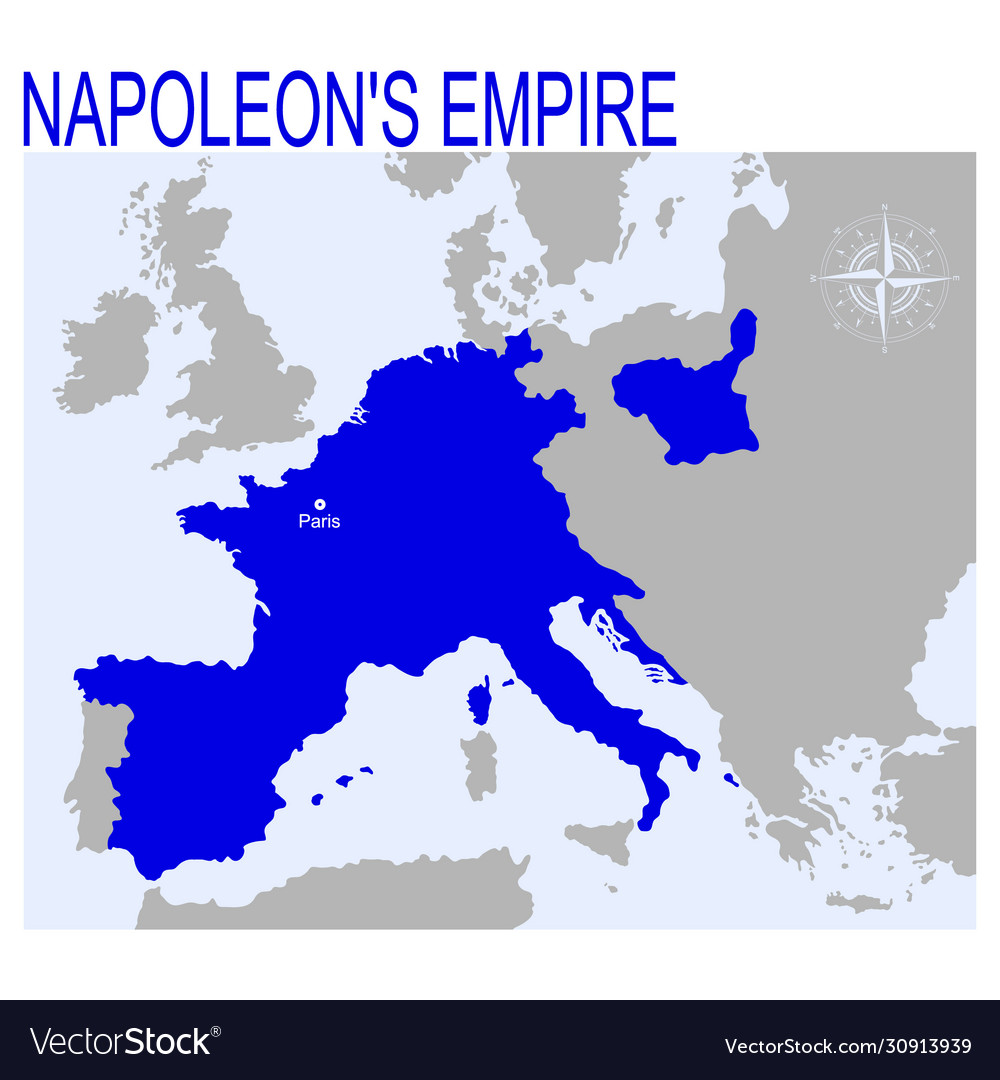 NAPOLEON'S EMPIRE
N
W
E
S
Paris
VectorStock®
VectorStock.com/30913939